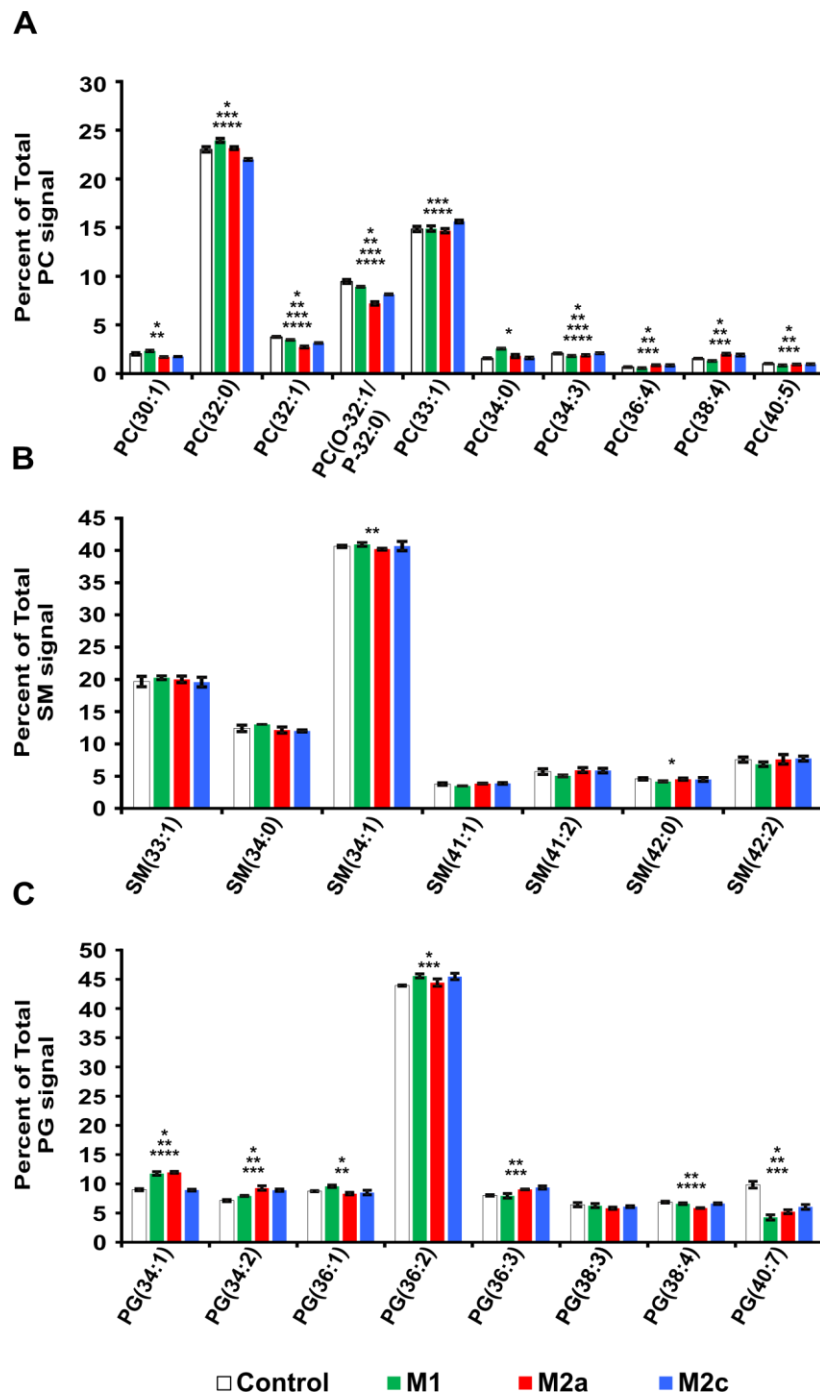 A
Percent of Total
PC signal
30
25
20
15
10
5
0
*
**
*
***
****
*
**
***
****
*
**
***
****
***
****
*
*
**
***
****
*
**
***
*
**
***
*
**
***
PC(30:1)
PC(32:0)
PC(32:1)
PC(O-32:1/
P-32:0)
PC(33:1)
PC(34:0)
PC(34:3)
PC(36:4)
PC(38:4)
PC(40:5)
B
Percent of Total
SM signal
45
40
35
30
25
20
15
10
5
0
**
*
SM(33:1)
SM(34:0)
SM(34:1)
SM(41:1)
SM(41:2)
SM(42:0)
SM(42:2)
C
Percent of Total
PG signal
50
45
40
35
30
25
20
15
10
5
0
*
**
****
*
**
***
*
**
*
***
**
***
**
****
*
**
***
PG(34:1)
PG(34:2)
PG(36:1)
PG(36:2)
PG(36:3)
PG(38:3)
PG(38:4)
PG(40:7)
Control M1 M2a M2c